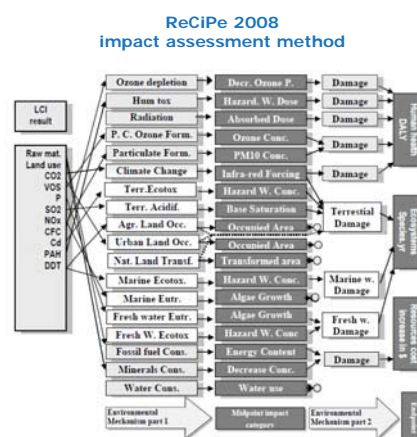 ReCiPe 2008
impact assessment method
LCI
result
Raw mat.
Land use
CO2
VOS
P
SO2
NOx
CFC
Cd
PAH
DDT
Ozone depletion
Hum tox
Radiation
P. C. Ozone Form.
Particulate Form.
Climate Change
Terr.Ecotox
Terr. Acidif.
Agr. Land Occ.
Urban Land Occ.
Nat. Land Transf.
Marine Ecotox.
Marine Eutr.
Fresh water Eutr.
Fresh W. Ecotox
Fossil fuel Cons.
Minerals Cons.
Water Cons.
Decr. Ozone P.
Hazard. W. Dose
Absorbed Dose
Ozone Conc.
PM10 Conc.
Infra-red Forcing
Hazard W. Conc.
Base Saturation
Occupied Area
Occupied Area
Transformed area
Hazard W. Conc.
Algae Growth
Algae Growth
Hazard W. Conc
Energy Content
Decrease Conc.
Water use
Damage
Damage
Damage
Damage
Damage
Terrestial
Damage
Marine w.
Damage
Fresh w.
Damage
Damage
Human health
DALY
Ecosystems
Species.yr
Resources cost
increase in $
Environmental
Mechanism part 1
Midpoint impact
category
Environmental
Mechanism part 2
Endpoint